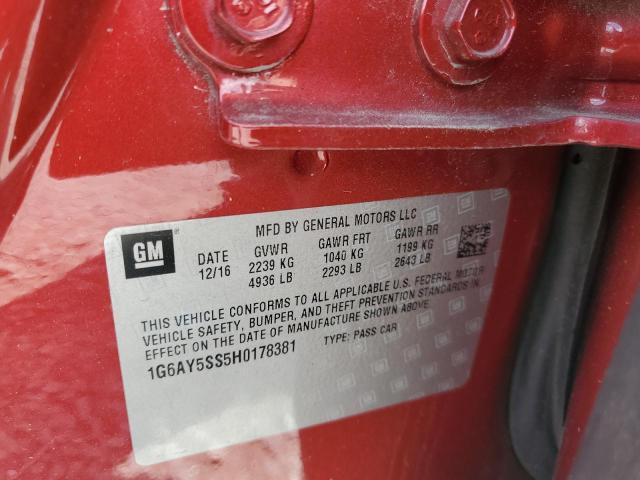 MFD BY GENERAL MOTORS LLC
GM
DATE GVWR GAWR FRT GAWR RR
12/16 2239 KG 1040 KG 1199 KG
4936 LB 2293 LB 2643 LB
THIS VEHICLE CONFORMS TO ALL APPLICABLE U.S. FEDERAL MOTOR
VEHICLE SAFETY, BUMPER, AND THEFT PREVENTION STANDARDS IN
EFFECT ON THE DATE OF MANUFACTURE SHOWN ABOVE.
1G6AY5SS5H0178381 TYPE: PASS CAR